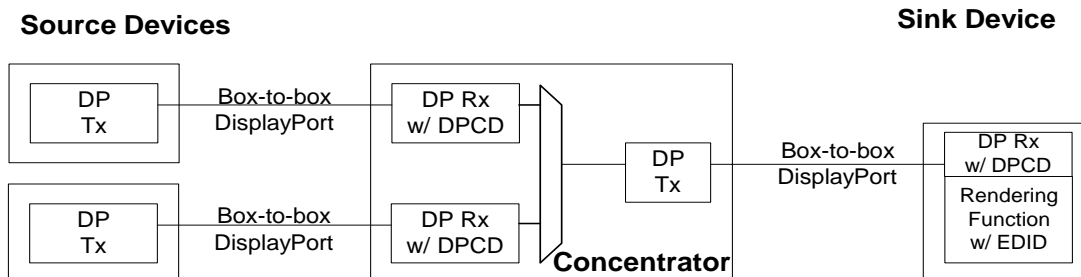 Source Devices
Sink Device
DP
Tx
Box-to-box
DisplayPort
DP Rx
w/ DPCD
DP
Tx
Box-to-box
DisplayPort
DP Rx
w/ DPCD
DP
Tx
Box-to-box
DisplayPort
DP Rx
w/ DPCD
Rendering
Function
w/ EDID
Concentrator